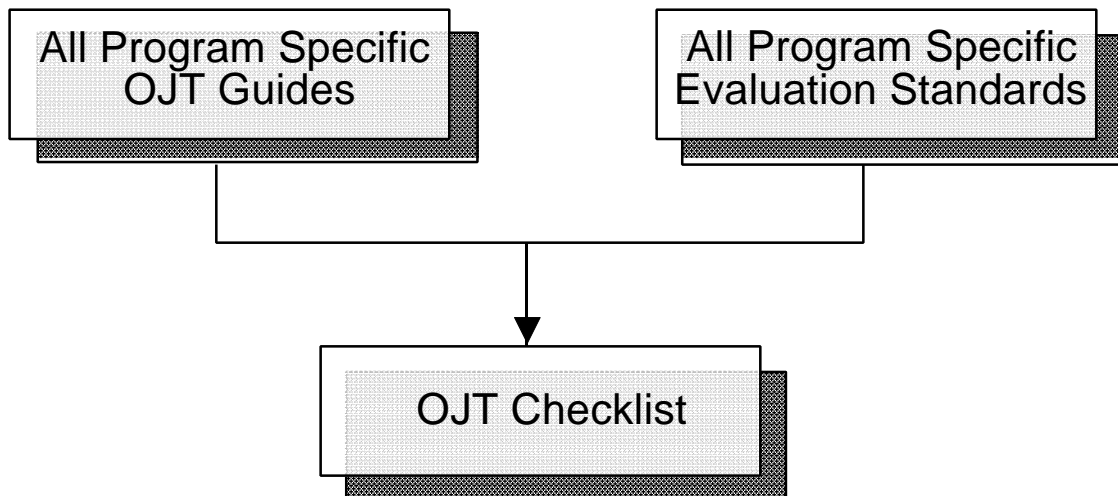 All Program Specific
OJT Guides
All Program Specific
Evaluation Standards
OJT Checklist